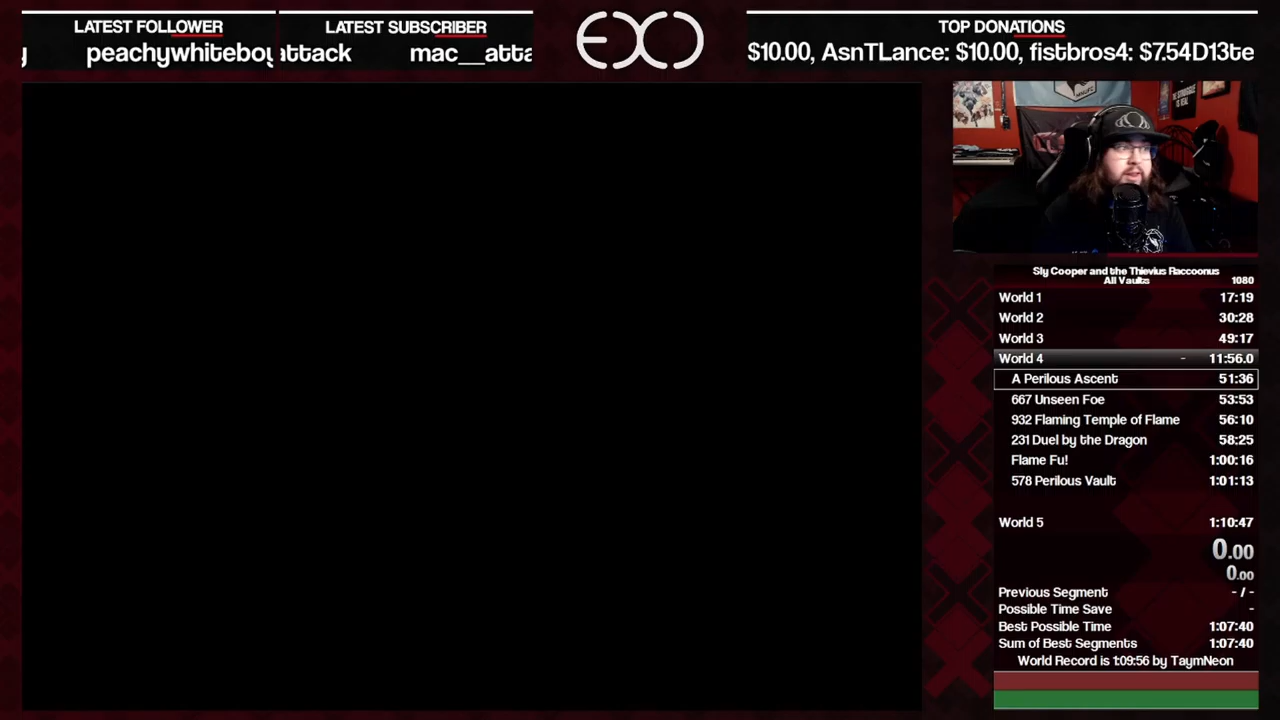 LATEST FOLLOWER
peachywhiteboy
LATEST SUBSCRIBER
attack mac__atta
EXO
TOP DONATIONS
$10.00, AsnTLance: $10.00, fistbros4: $7.54D13te
Sly Cooper and the Thievius Raccoonus
All Vaults 1080
World 1 17:19
World 2 30:28
World 3 49:17
World 4 - 11:56.0
A Perilous Ascent 51:36
667 Unseen Foe 53:53
932 Flaming Temple of Flame 56:10
231 Duel by the Dragon 58:25
Flame Fu! 1:00:16
578 Perilous Vault 1:01:13
World 5 1:10:47
0.00
0.00
Previous Segment - / -
Possible Time Save -
Best Possible Time 1:07:40
Sum of Best Segments 1:07:40
World Record is 1:09:56 by TaymNeon